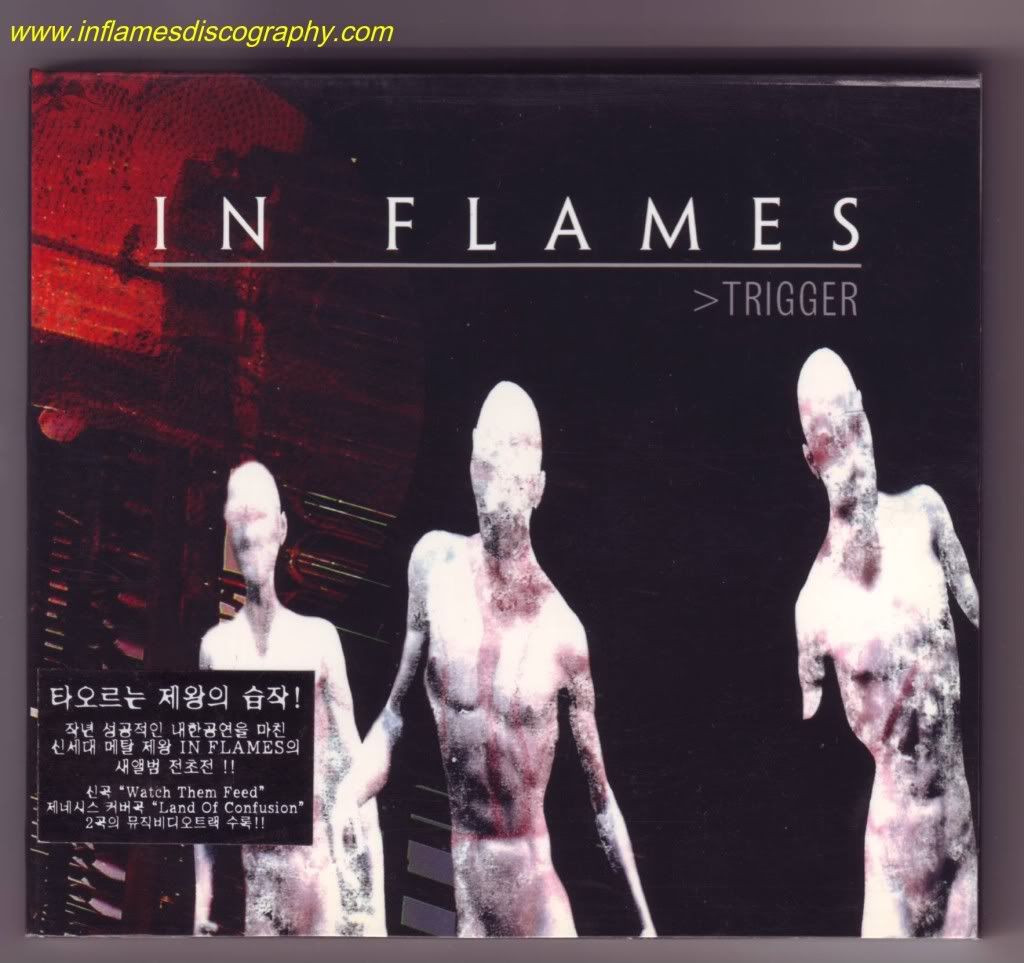 www.inflamesdiscography.com
IN FLAMES
>TRIGGER
타오르는 제왕의 습작!
작년 성공적인 내한공연을 마친
신세대 메탈 제왕 IN FLAMES의
새앨범 전초전 !!
신곡 "Watch Them Feed"
제네시스 커버곡 "Land Of Confusion"
2곡의 뮤직비디오트랙 수록!!